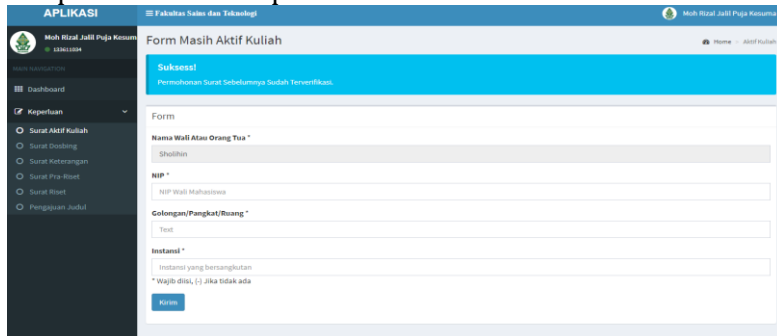 APLIKASI
Fakultas Sains dan Teknologi
Moh Rizal Jalil Puja Kesuma
Moh Rizal Jalil Puja Kesum
133611034
MAIN NAVIGATION
Dashboard
Keperluan
Surat Aktif Kuliah
Surat Dosbing
Surat Keterangan
Surat Pra-Riset
Surat Riset
Pengajuan Judul
Form Masih Aktif Kuliah
Home > Aktif Kuliah
Suksess!
Permohonan Surat Sebelumnya Sudah Terverifikasi.
Form
Nama Wali Atau Orang Tua *
Sholihin
NIP *
NIP Wali Mahasiswa
Golongan/Pangkat/Ruang *
Text
Instansi *
Instansi yang bersangkutan
* Wajib diisi, (-) Jika tidak ada
Kirim